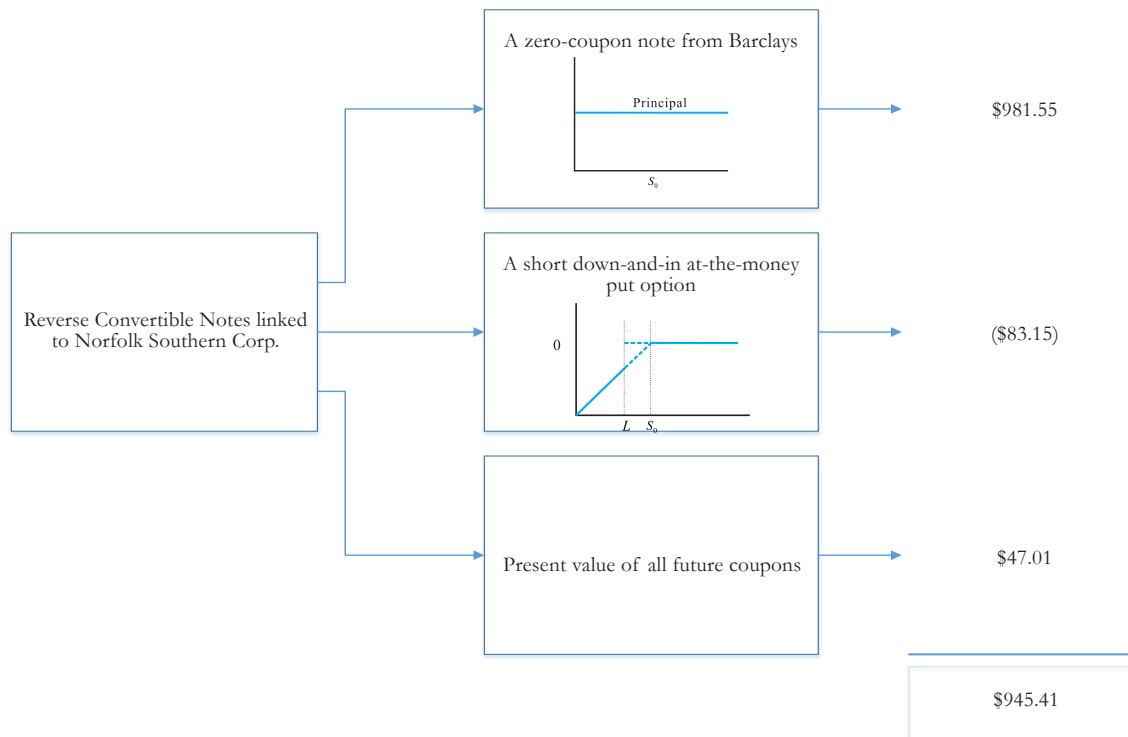 A zero-coupon note from Barclays
Principal
S₀
$981.55
Reverse Convertible Notes linked
to Norfolk Southern Corp.
A short down-and-in at-the-money
put option
0
L S₀
($83.15)
Present value of all future coupons
$47.01
$945.41